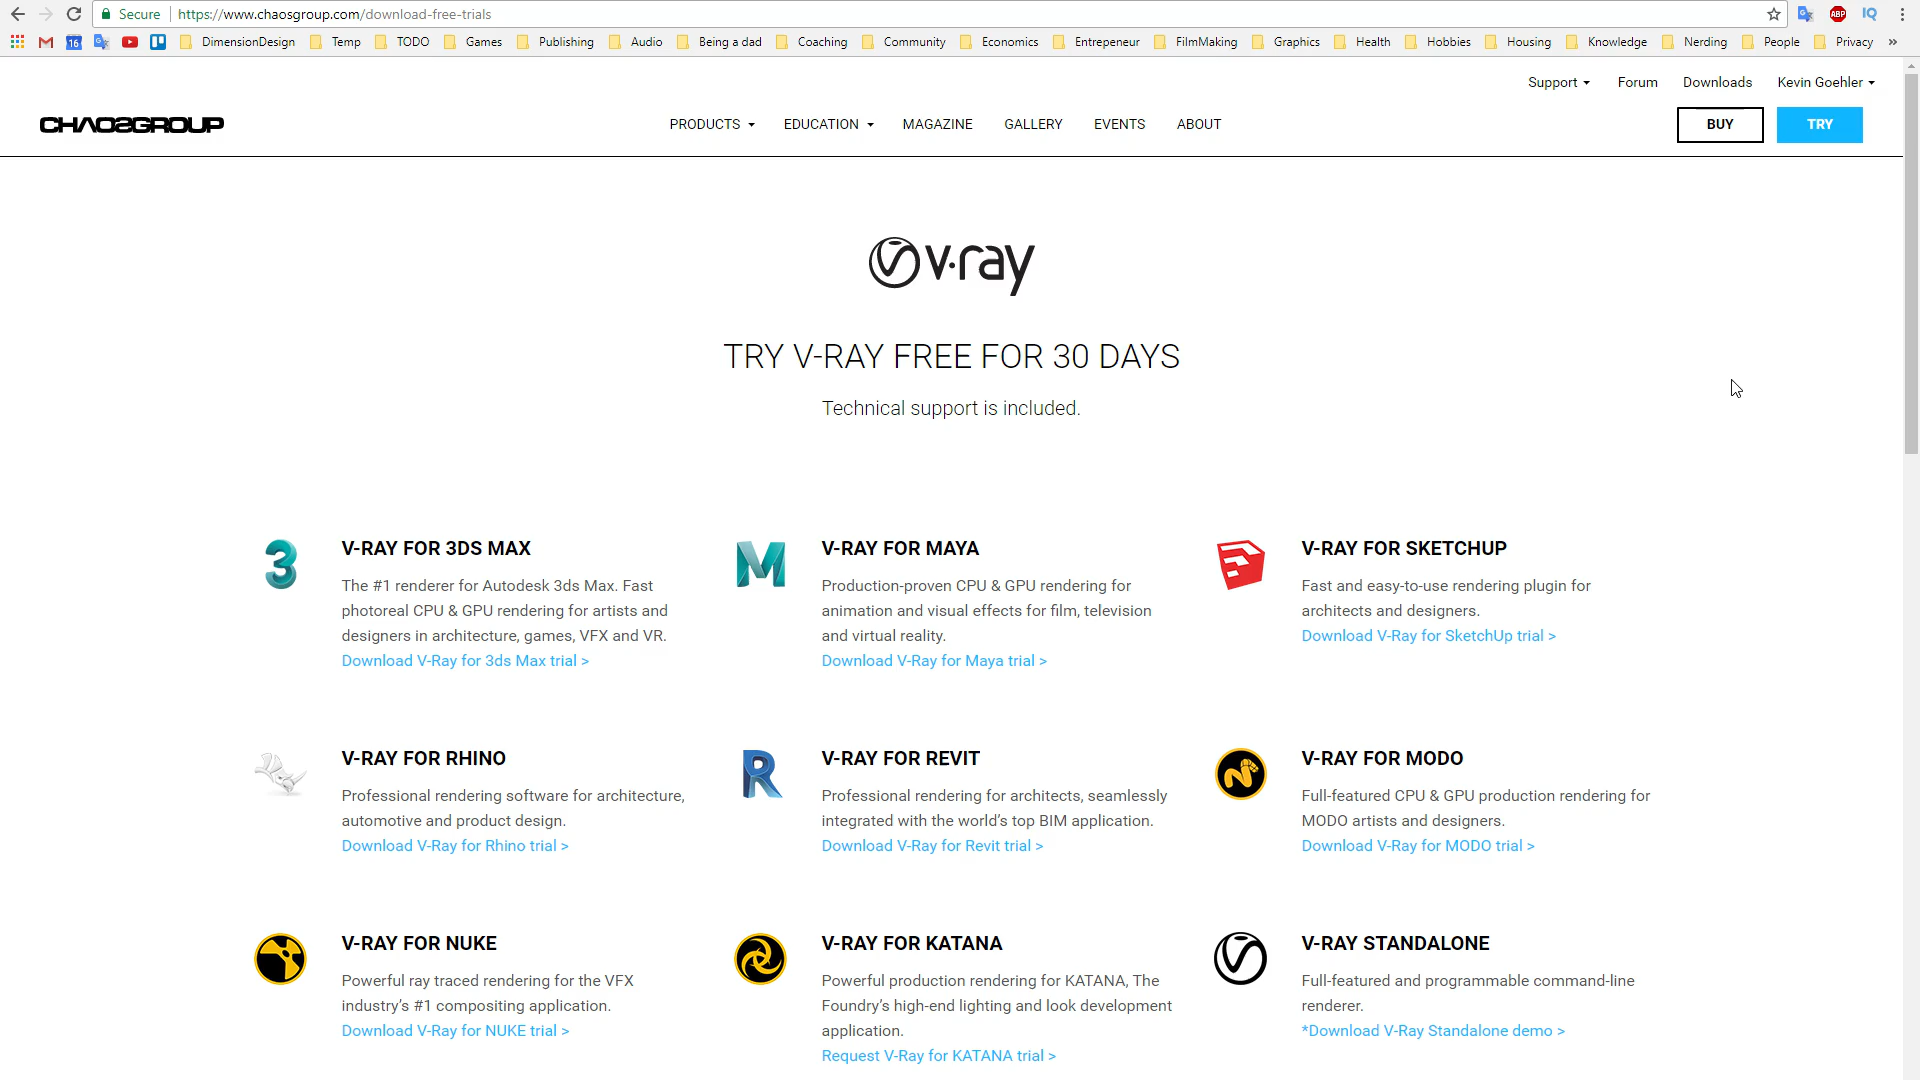 Secure https://www.chaosgroup.com/download-free-trials
ABP IQ
16 DimensionDesign Temp TODO Games Publishing Audio Being a dad Coaching Community Economics Entrepeneur FilmMaking Graphics Health Hobbies Housing Knowledge Nerding People Privacy »
Support Forum Downloads Kevin Goehler
CHAOSGROUP PRODUCTS EDUCATION MAGAZINE GALLERY EVENTS ABOUT BUY TRY
v·ray
TRY V-RAY FREE FOR 30 DAYS
Technical support is included.
V-RAY FOR 3DS MAX
The #1 renderer for Autodesk 3ds Max. Fast
photoreal CPU & GPU rendering for artists and
designers in architecture, games, VFX and VR.
Download V-Ray for 3ds Max trial >
V-RAY FOR MAYA
Production-proven CPU & GPU rendering for
animation and visual effects for film, television
and virtual reality.
Download V-Ray for Maya trial >
V-RAY FOR SKETCHUP
Fast and easy-to-use rendering plugin for
architects and designers.
Download V-Ray for SketchUp trial >
V-RAY FOR RHINO
Professional rendering software for architecture,
automotive and product design.
Download V-Ray for Rhino trial >
V-RAY FOR REVIT
Professional rendering for architects, seamlessly
integrated with the world’s top BIM application.
Download V-Ray for Revit trial >
V-RAY FOR MODO
Full-featured CPU & GPU production rendering for
MODO artists and designers.
Download V-Ray for MODO trial >
V-RAY FOR NUKE
Powerful ray traced rendering for the VFX
industry’s #1 compositing application.
Download V-Ray for NUKE trial >
V-RAY FOR KATANA
Powerful production rendering for KATANA, The
Foundry’s high-end lighting and look development
application.
Request V-Ray for KATANA trial >
V-RAY STANDALONE
Full-featured and programmable command-line
renderer.
*Download V-Ray Standalone demo >